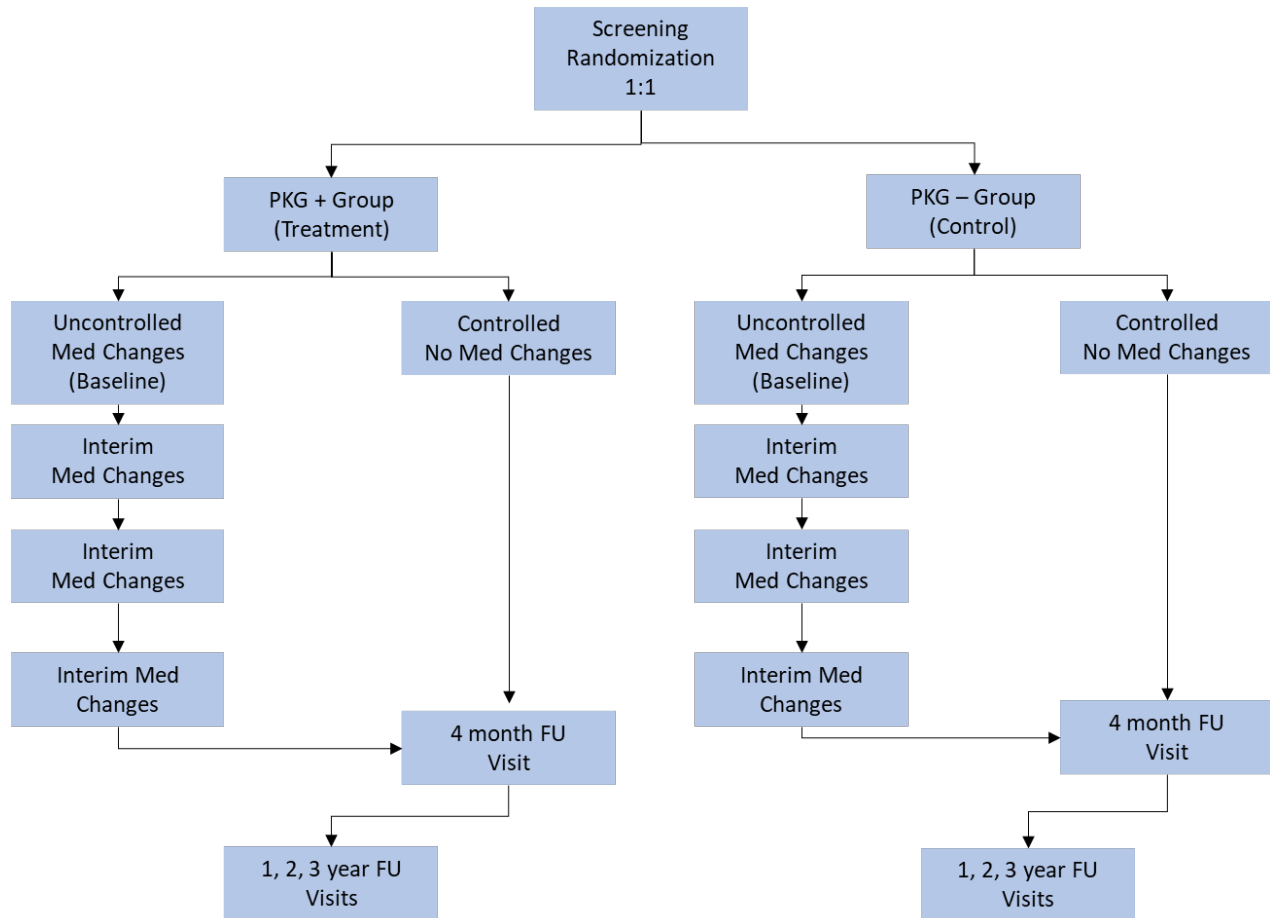 Screening
Randomization
1:1
PKG + Group
(Treatment)
PKG – Group
(Control)
Uncontrolled
Med Changes
(Baseline)
Controlled
No Med Changes
Uncontrolled
Med Changes
(Baseline)
Controlled
No Med Changes
Interim
Med Changes
Interim
Med Changes
Interim
Med Changes
Interim
Med Changes
Interim Med
Changes
Interim Med
Changes
4 month FU
Visit
4 month FU
Visit
1, 2, 3 year FU
Visits
1, 2, 3 year FU
Visits